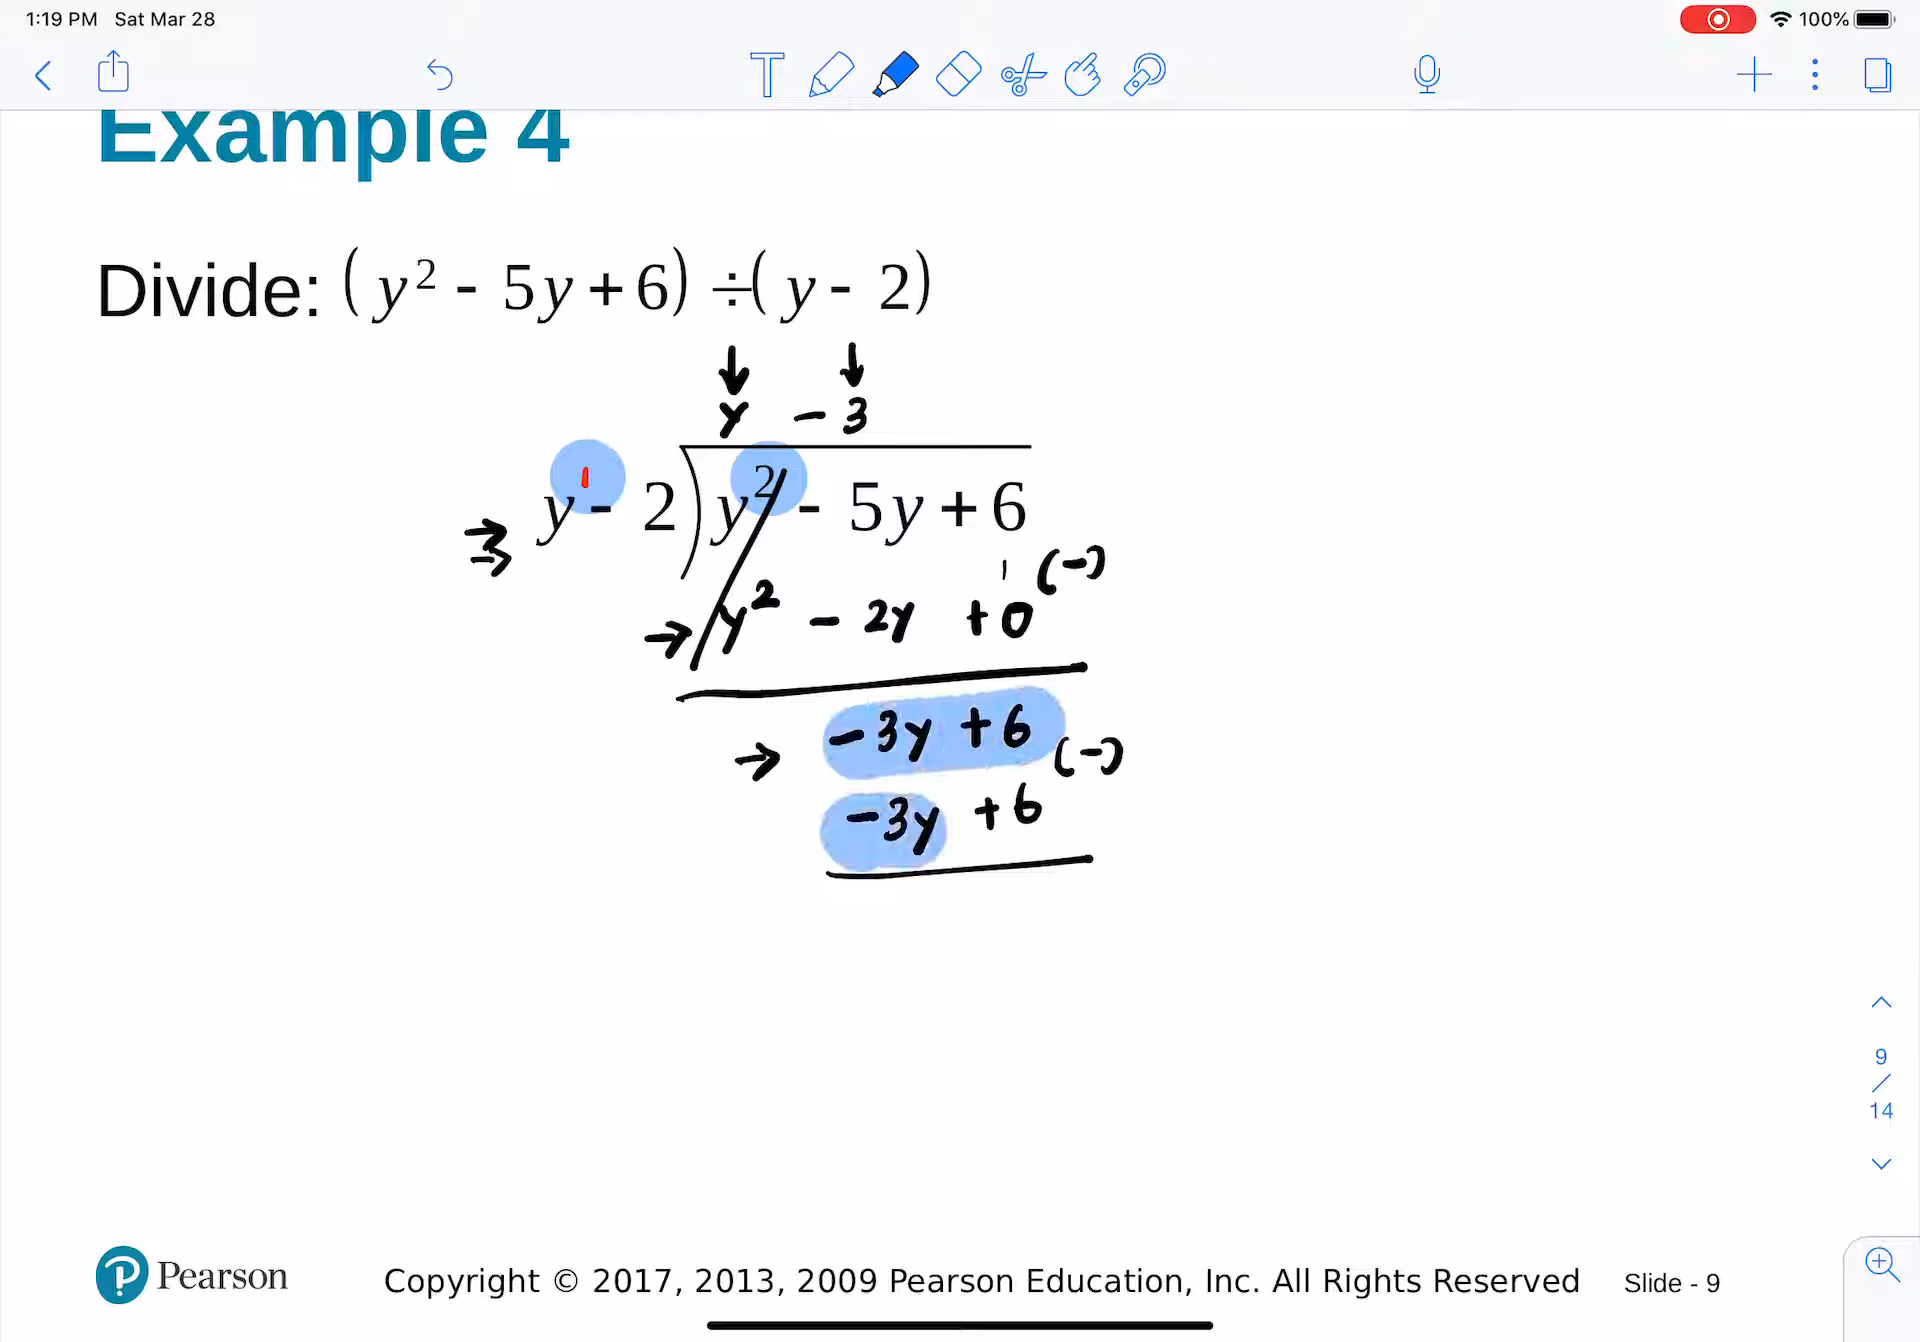 1:19 PM Sat Mar 28
100%
Example 4
Divide: (y² - 5y + 6) ÷ (y - 2)
y - 3
y¹ - 2)y² - 5y + 6
(-)
y² - 2y + 0
-3y + 6
(-)
-3y + 6
9
/
14
Pearson
Copyright © 2017, 2013, 2009 Pearson Education, Inc. All Rights Reserved
Slide - 9